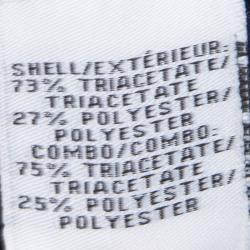 SHELL/EXTÉRIEUR:
73% TRIACETATE/
TRIACETATE
27% POLYESTER/
POLYESTER
COMBO/COMBO:
75% TRIACETATE/
TRIACETATE
25% POLYESTER/
POLYESTER